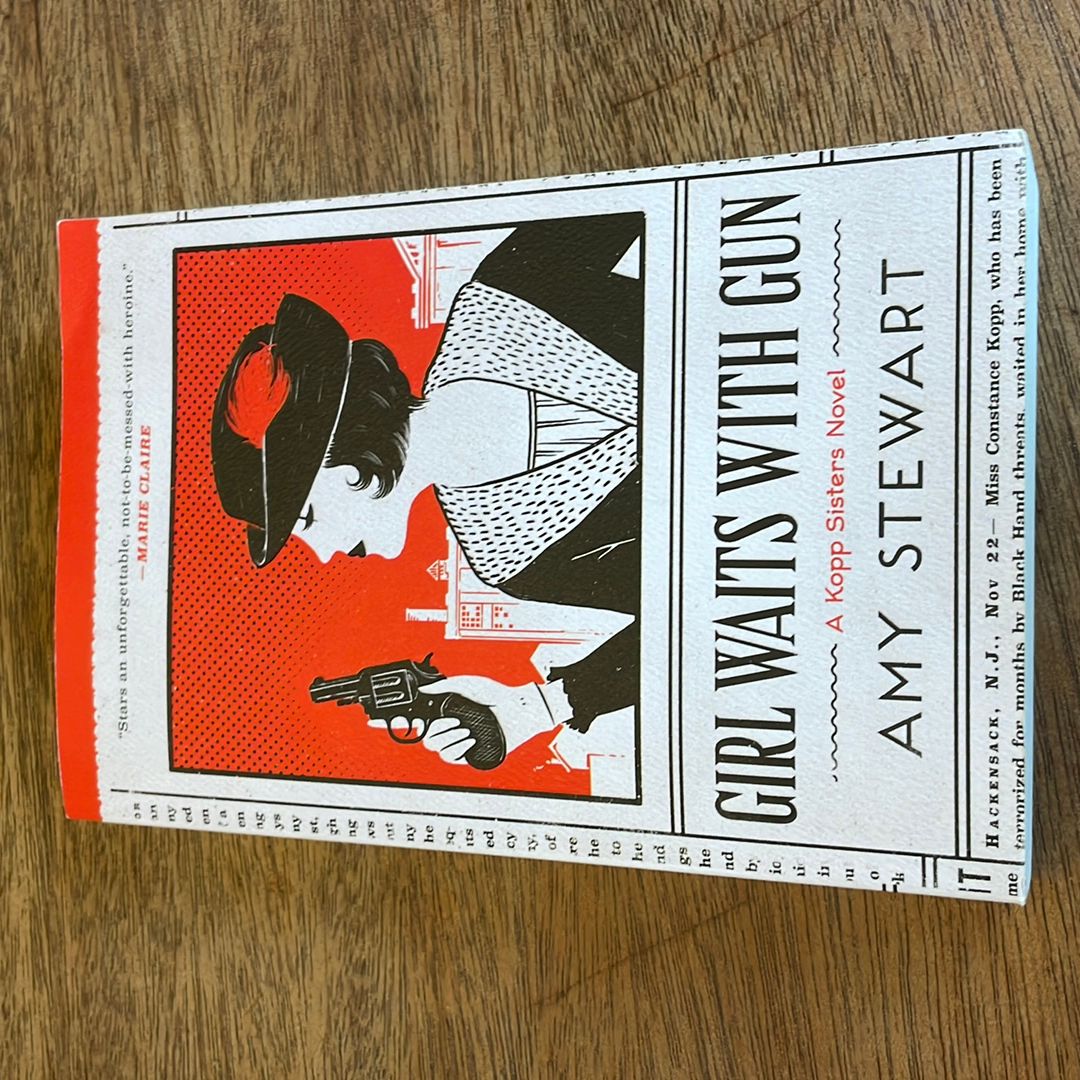 “Stars an unforgettable, not-to-be-messed-with heroine.”
— MARIE CLAIRE
GIRL WAITS WITH GUN
A Kopp Sisters Novel
AMY STEWART
HACKENSACK, N.J., Nov 22 — Miss Constance Kopp, who has been
terrorized for months by Black Hand threats, waited in her home with